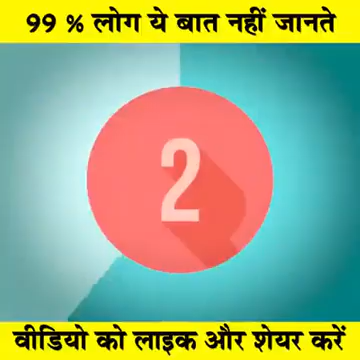 99 % लोग ये बात नहीं जानते
2
वीडियो को लाइक और शेयर करें